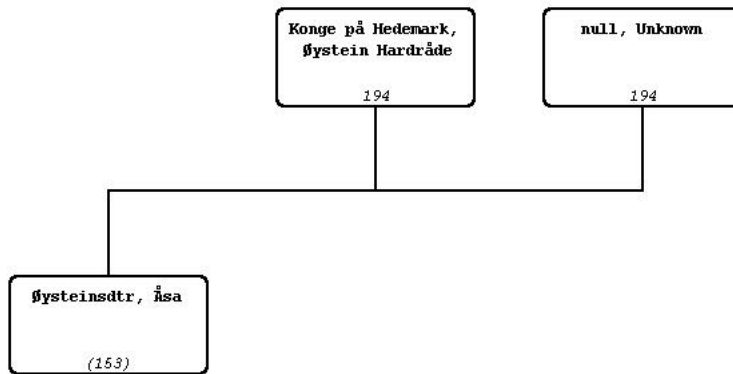 Konge på Hedemark,
Øystein Hardråde
194
null, Unknown
194
Øysteinsdtr, Åsa
(153)